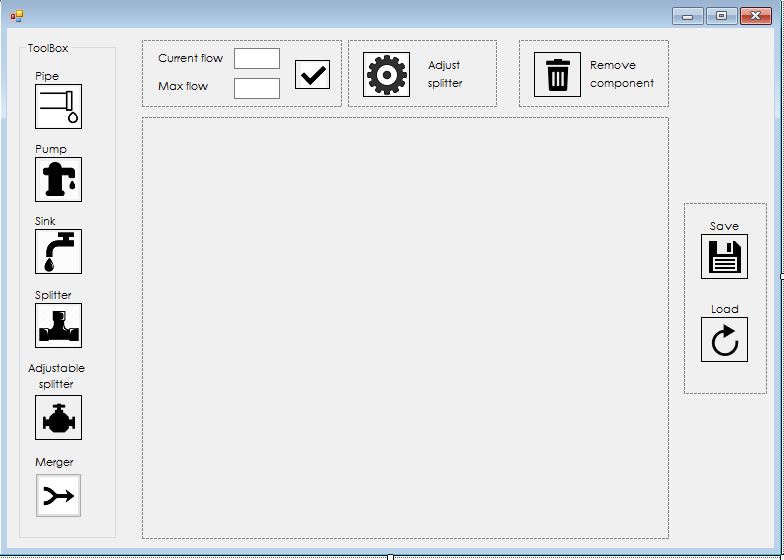 ToolBox
Pipe
Pump
Sink
Splitter
Adjustable
splitter
Merger
Current flow
Max flow
Adjust
splitter
Remove
component
Save
Load